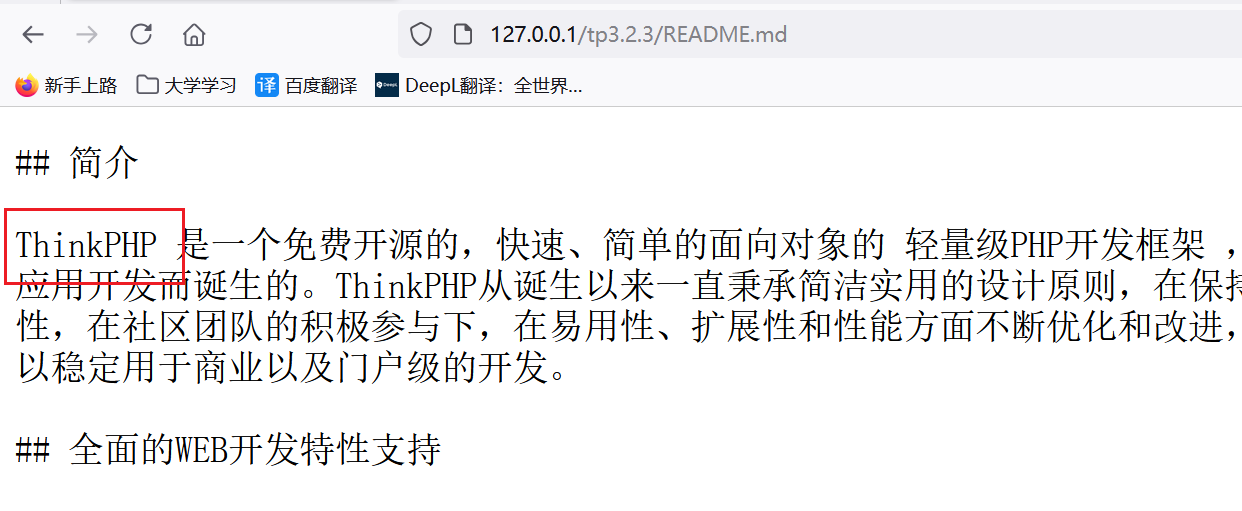 127.0.0.1/tp3.2.3/README.md
新手上路 大学学习 译 百度翻译 DeepL DeepL翻译：全世界...
## 简介
ThinkPHP 是一个免费开源的，快速、简单的面向对象的 轻量级PHP开发框架 ，
应用开发而诞生的。ThinkPHP从诞生以来一直秉承简洁实用的设计原则，在保持
性，在社区团队的积极参与下，在易用性、扩展性和性能方面不断优化和改进，
以稳定用于商业以及门户级的开发。
## 全面的WEB开发特性支持